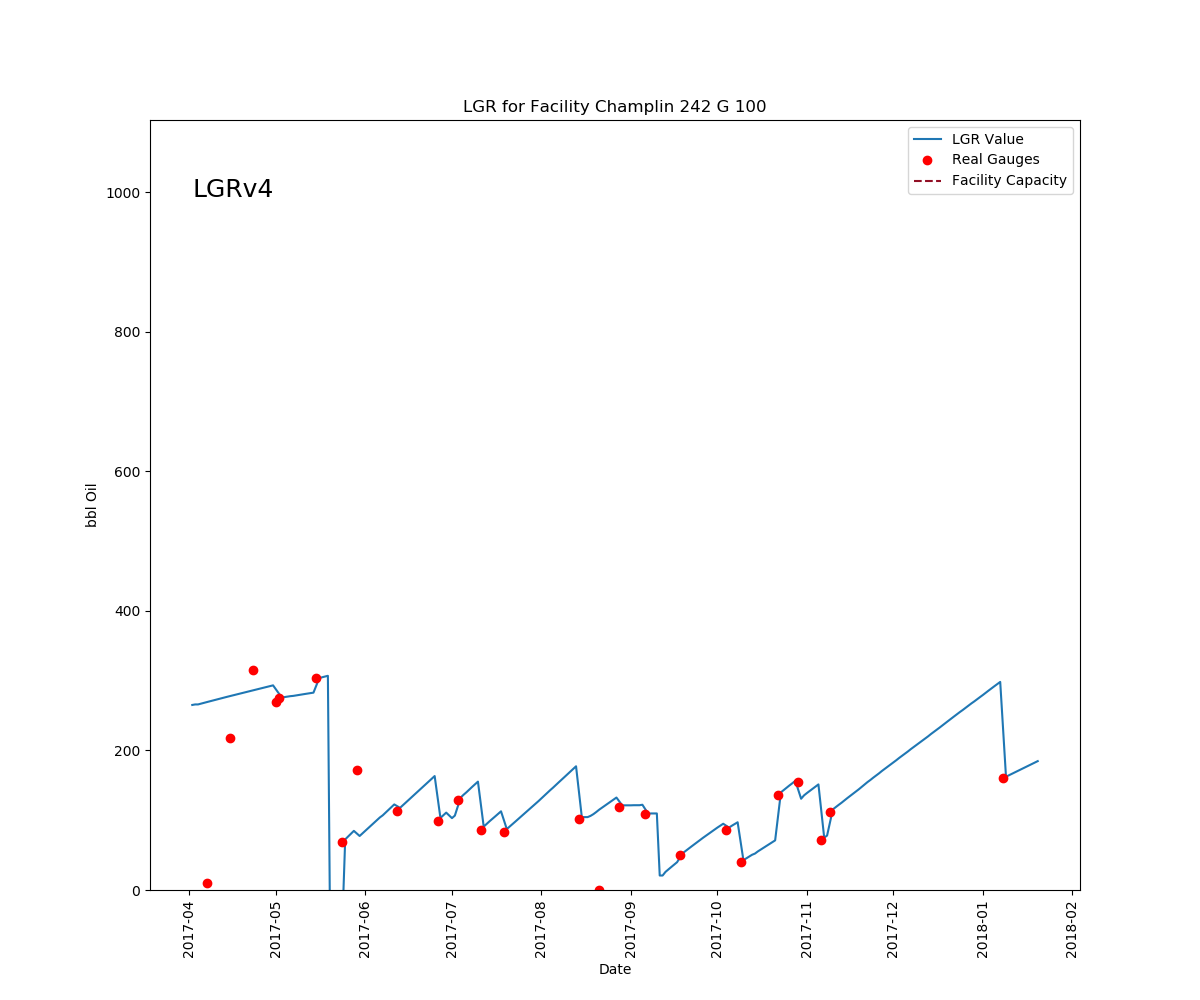 LGR for Facility Champlin 242 G 100
LGR Value
Real Gauges
Facility Capacity
LGRv4
1000
800
600
400
200
0
bbl Oil
2017-04
2017-05
2017-06
2017-07
2017-08
2017-09
2017-10
2017-11
2017-12
2018-01
2018-02
Date